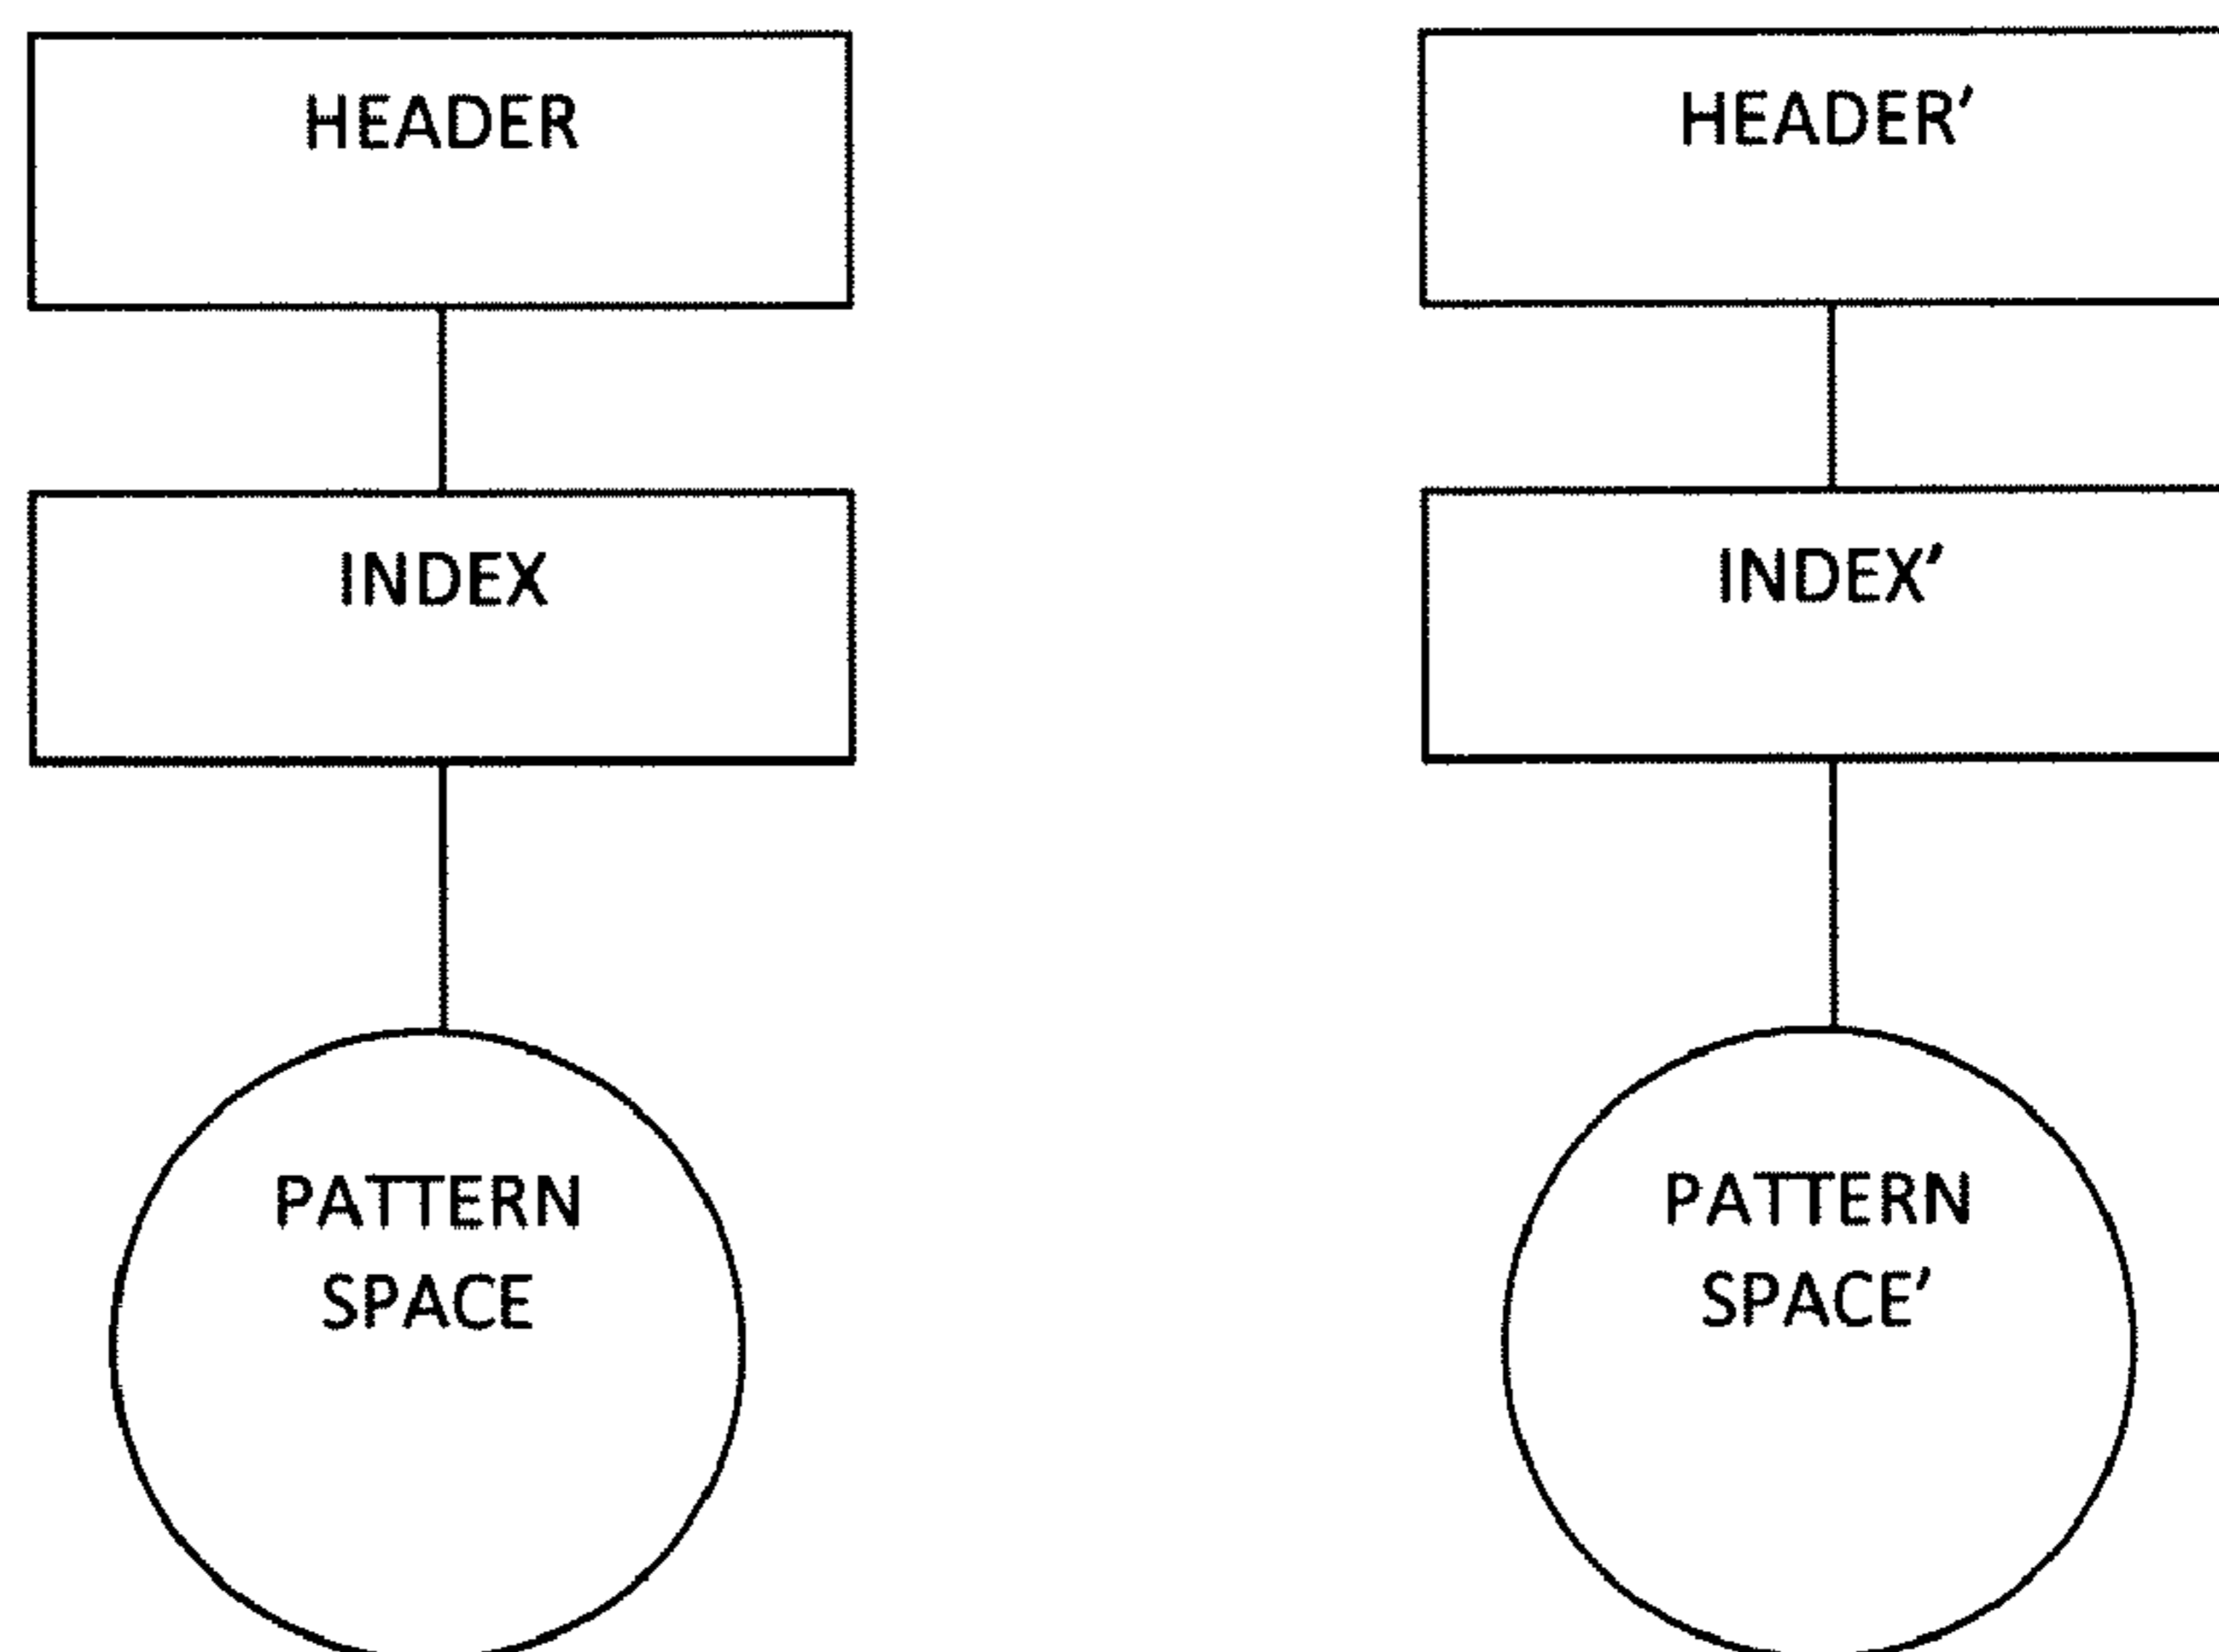 HEADER
INDEX
PATTERN
SPACE
HEADER’
INDEX’
PATTERN
SPACE’